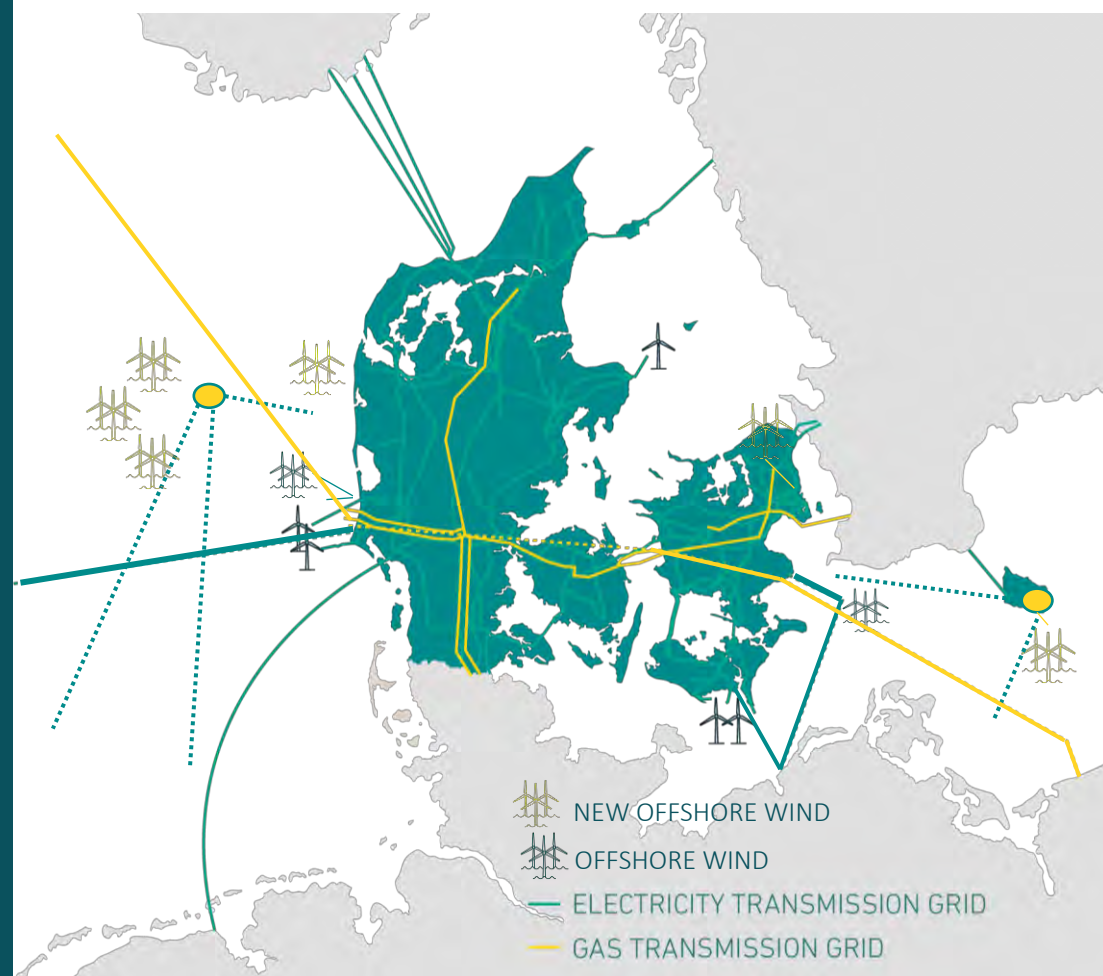 NEW OFFSHORE WIND
OFFSHORE WIND
ELECTRICITY TRANSMISSION GRID
GAS TRANSMISSION GRID